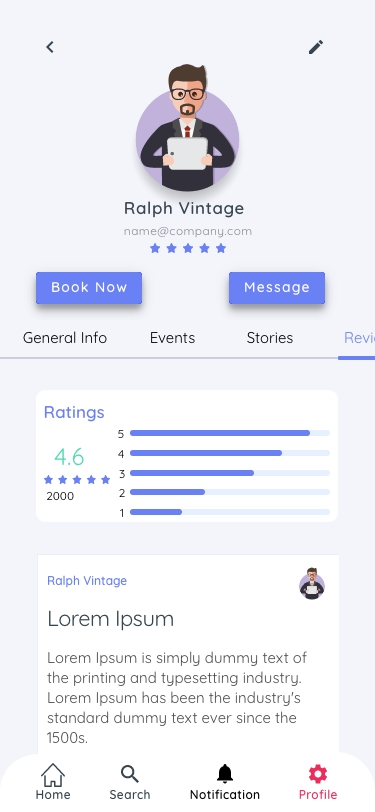 Ralph Vintage
name@company.com
Book Now Message
General Info Events Stories Revi
Ratings
5
4
4.6
3
2000
2
1
Ralph Vintage
Lorem Ipsum
Lorem Ipsum is simply dummy text of
the printing and typesetting industry.
Lorem Ipsum has been the industry's
standard dummy text ever since the
1500s.
Home Search Notification Profile